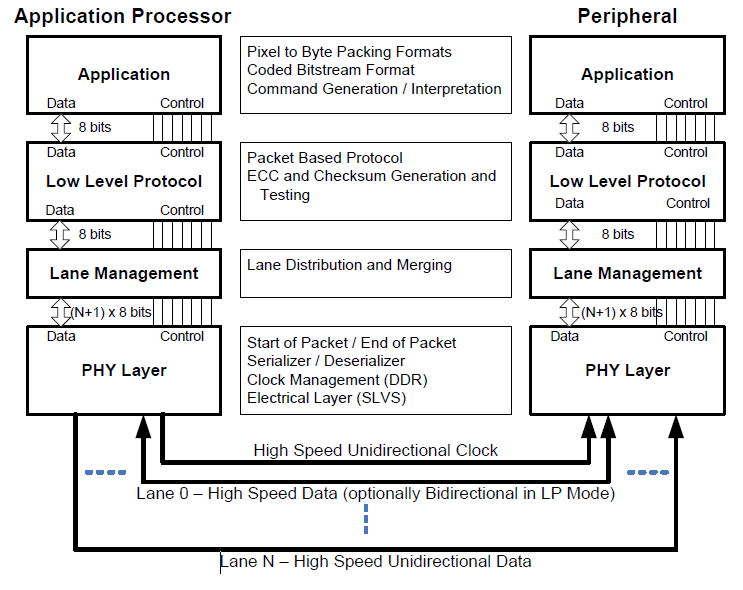 Application Processor
Peripheral
Application
Data
Control
8 bits
Data
Control
Low Level Protocol
Data
Control
8 bits
Lane Management
(N+1) x 8 bits
Data
Control
PHY Layer
Pixel to Byte Packing Formats
Coded Bitstream Format
Command Generation / Interpretation
Packet Based Protocol
ECC and Checksum Generation and
Testing
Lane Distribution and Merging
Start of Packet / End of Packet
Serializer / Deserializer
Clock Management (DDR)
Electrical Layer (SLVS)
Application
Data
Control
8 bits
Data
Control
Low Level Protocol
Data
Control
8 bits
Lane Management
(N+1) x 8 bits
Data
Control
PHY Layer
High Speed Unidirectional Clock
Lane 0 – High Speed Data (optionally Bidirectional in LP Mode)
Lane N – High Speed Unidirectional Data